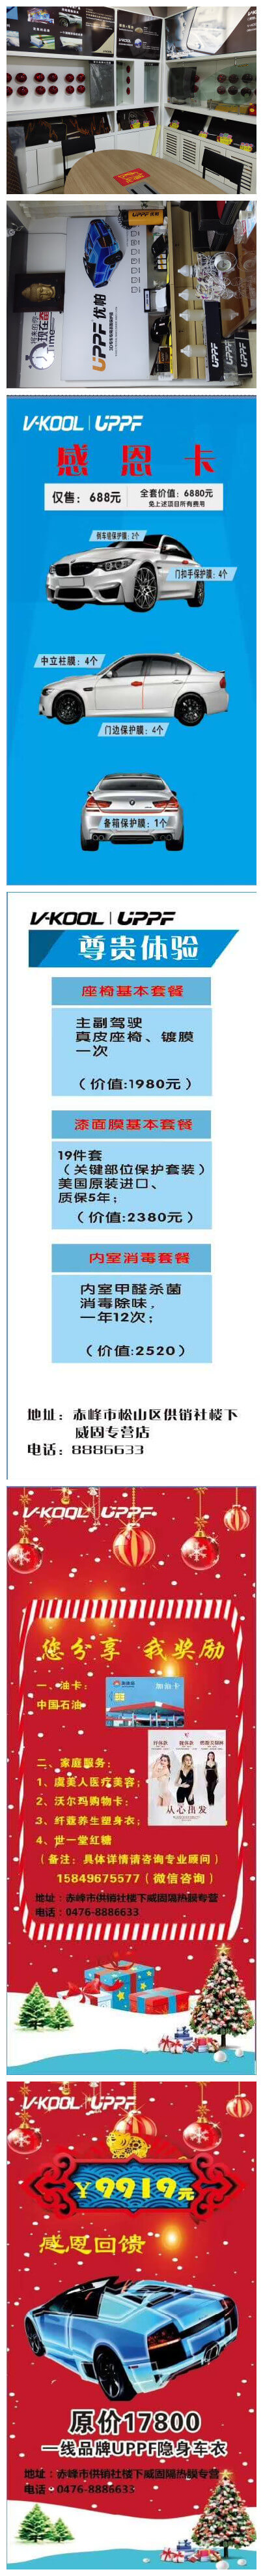 UPPF优帕
UPPF
UPPF
UPPF
V-KOOL | UPPF
感恩卡
仅售：688元
全套价值：6880元
免上述项目所有费用
倒车镜保护膜：2个
门扣手保护膜：4个
中立柱膜：4个
门边保护膜：4个
备箱保护膜：1个
V-KOOL | UPPF
尊贵体验
座椅基本套餐
主副驾驶
真皮座椅、镀膜
一次
（价值:1980元）
漆面膜基本套餐
19件套
（关键部位保护套装）
美国原装进口、
质保5年；
（价值:2380元）
内室消毒套餐
内室甲醛杀菌
消毒除味，
一年12次；
（价值:2520）
地址：赤峰市松山区供销社楼下
威固专营店
电话：8886633
V-KOOL UPPF
您分享 我奖励
一、油卡：
中国石油
加油卡
二、家庭服务：
1、虞美人医疗美容；
2、沃尔玛购物卡；
3、纤蔻养生塑身衣；
4、世一堂红糖
从心出发
（备注：具体详情请咨询专业顾问）
15849675577（微信咨询）
地址：赤峰市供销社楼下威固隔热膜专营
电话：0476-8886633
V-KOOL UPPF
¥9919元
感恩回馈
原价17800
一线品牌UPPF隐身车衣
地址：赤峰市供销社楼下威固隔热膜专营
电话：0476-8886633